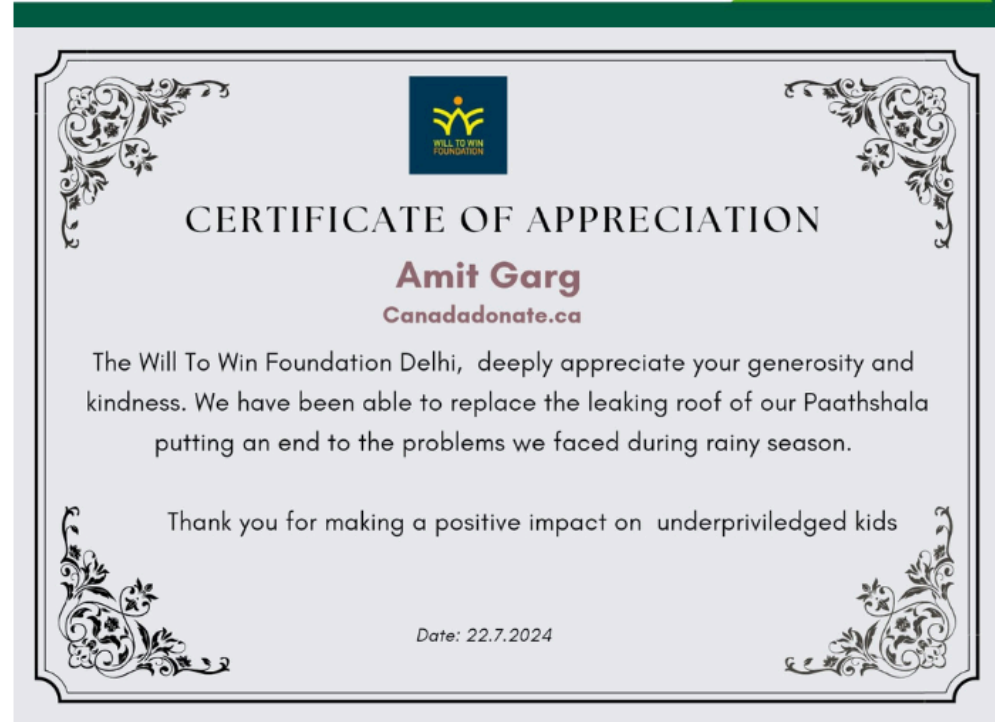 WILL TO WIN
FOUNDATION
CERTIFICATE OF APPRECIATION
Amit Garg
Canadadonate.ca
The Will To Win Foundation Delhi, deeply appreciate your generosity and
kindness. We have been able to replace the leaking roof of our Paathshala
putting an end to the problems we faced during rainy season.
Thank you for making a positive impact on underpriviledged kids
Date: 22.7.2024